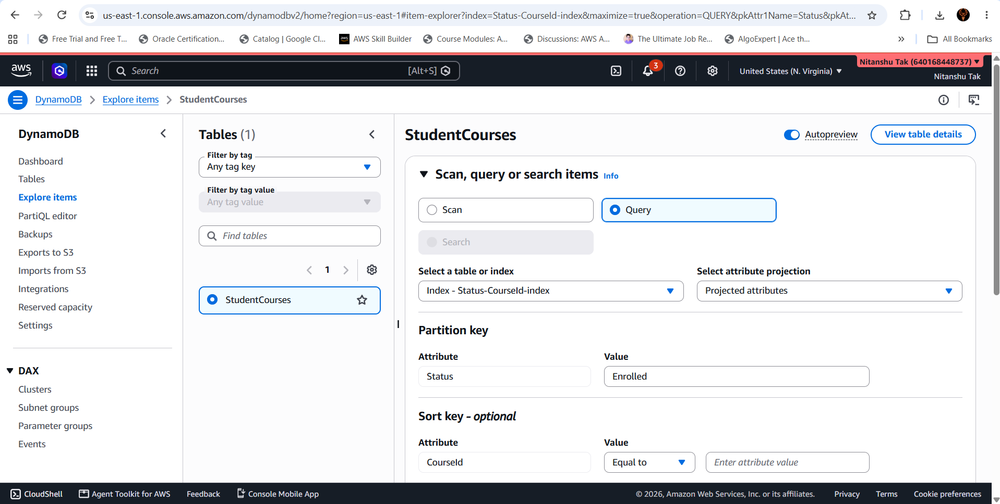 us-east-1.console.aws.amazon.com/dynamodbv2/home?region=us-east-1#item-explorer?index=Status-CourseId-index&maximize=true&operation=QUERY&pkAttr1Name=Status&pkAt...
Free Trial and Free T...
Oracle Certification...
Catalog | Google Cl...
aws
AWS Skill Builder
Course Modules: A...
Discussions: AWS A...
The Ultimate Job Re...
AlgoExpert | Ace th...
All Bookmarks
aws
Search
[Alt+S]
3
United States (N. Virginia)
Nitanshu Tak (640168448737)
Nitanshu Tak
DynamoDB
Explore items
StudentCourses
DynamoDB
Dashboard
Tables
Explore items
PartiQL editor
Backups
Exports to S3
Imports from S3
Integrations
Reserved capacity
Settings
DAX
Clusters
Subnet groups
Parameter groups
Events
Tables (1)
Filter by tag
Any tag key
Filter by tag value
Any tag value
Find tables
1
StudentCourses
StudentCourses
Autopreview
View table details
Scan, query or search items Info
Scan
Query
Search
Select a table or index
Index - Status-CourseId-index
Select attribute projection
Projected attributes
Partition key
Attribute
Status
Value
Enrolled
Sort key - optional
Attribute
CourseId
Value
Equal to
Enter attribute value
CloudShell
Agent Toolkit for AWS
Feedback
Console Mobile App
© 2026, Amazon Web Services, Inc. or its affiliates.
Privacy
Terms
Cookie preferences